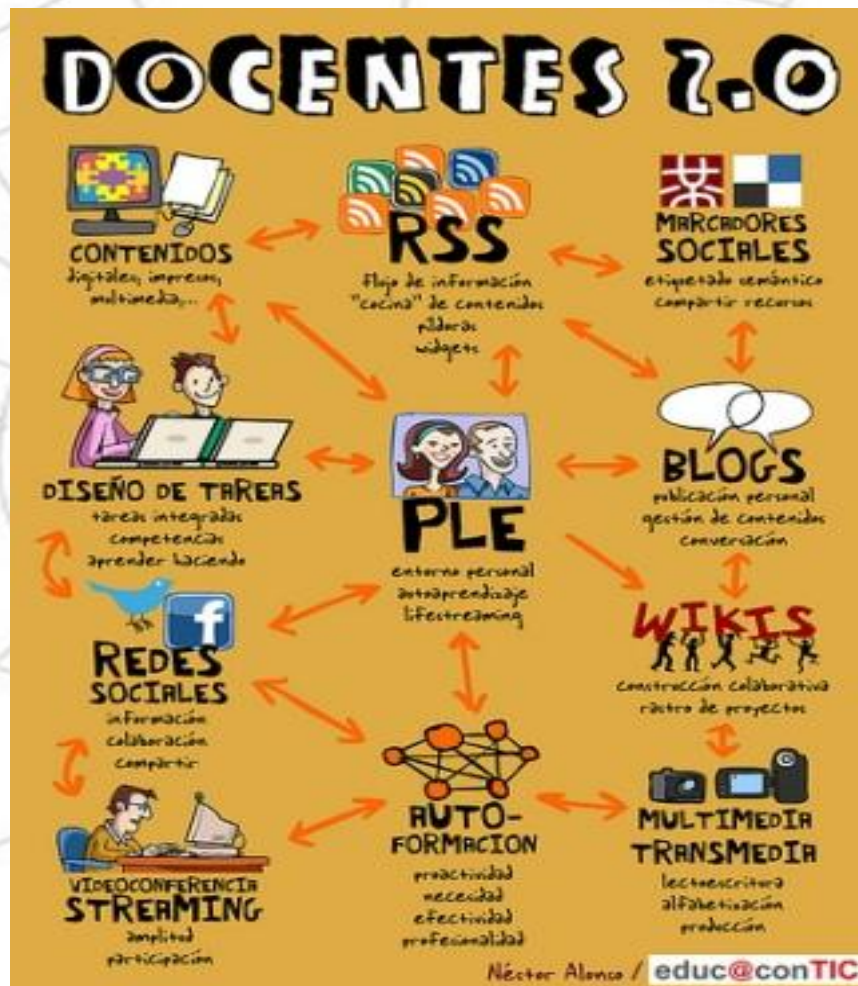 DOCENTES 2.0
CONTENIDOS
digitales, impresos,
multimedia,...
RSS
flujo de información
"cocina" de contenidos
píldoras
widgets
MARCADORES
SOCIALES
etiquetado semántico
compartir recursos
DISEÑO DE TAREAS
tareas integradas
competencias
aprender haciendo
PLE
entorno personal
autoaprendizaje
lifestreaming
BLOGS
publicación personal
gestión de contenidos
conversación
f
REDES
SOCIALES
información
colaboración
compartir
WIKIS
construcción colaborativa
rastro de proyectos
VIDEOCONFERENCIA
STREAMING
amplitud
participación
AUTO-
FORMACION
proactividad
necesidad
efectividad
profesionalidad
MULTIMEDIA
TRANSMEDIA
lectoescritura
alfabetización
producción
Néstor Alonso / educ@conTIC